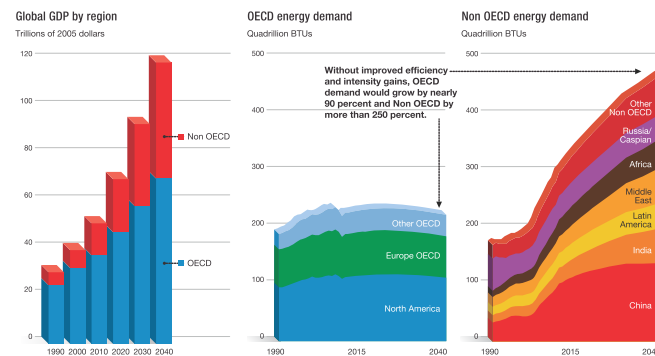 Global GDP by region
Trillions of 2005 dollars
120
100
80
60
40
20
0
Non OECD
OECD
1990 2000 2010 2020 2030 2040
OECD energy demand
Quadrillion BTUs
500
400
300
200
100
0
Without improved efficiency
and intensity gains, OECD
demand would grow by nearly
90 percent and Non OECD by
more than 250 percent.
Other OECD
Europe OECD
North America
1990 2015 2040
Non OECD energy demand
Quadrillion BTUs
500
400
300
200
100
0
Other
Non OECD
Russia/
Caspian
Africa
Middle
East
Latin
America
India
China
1990 2015